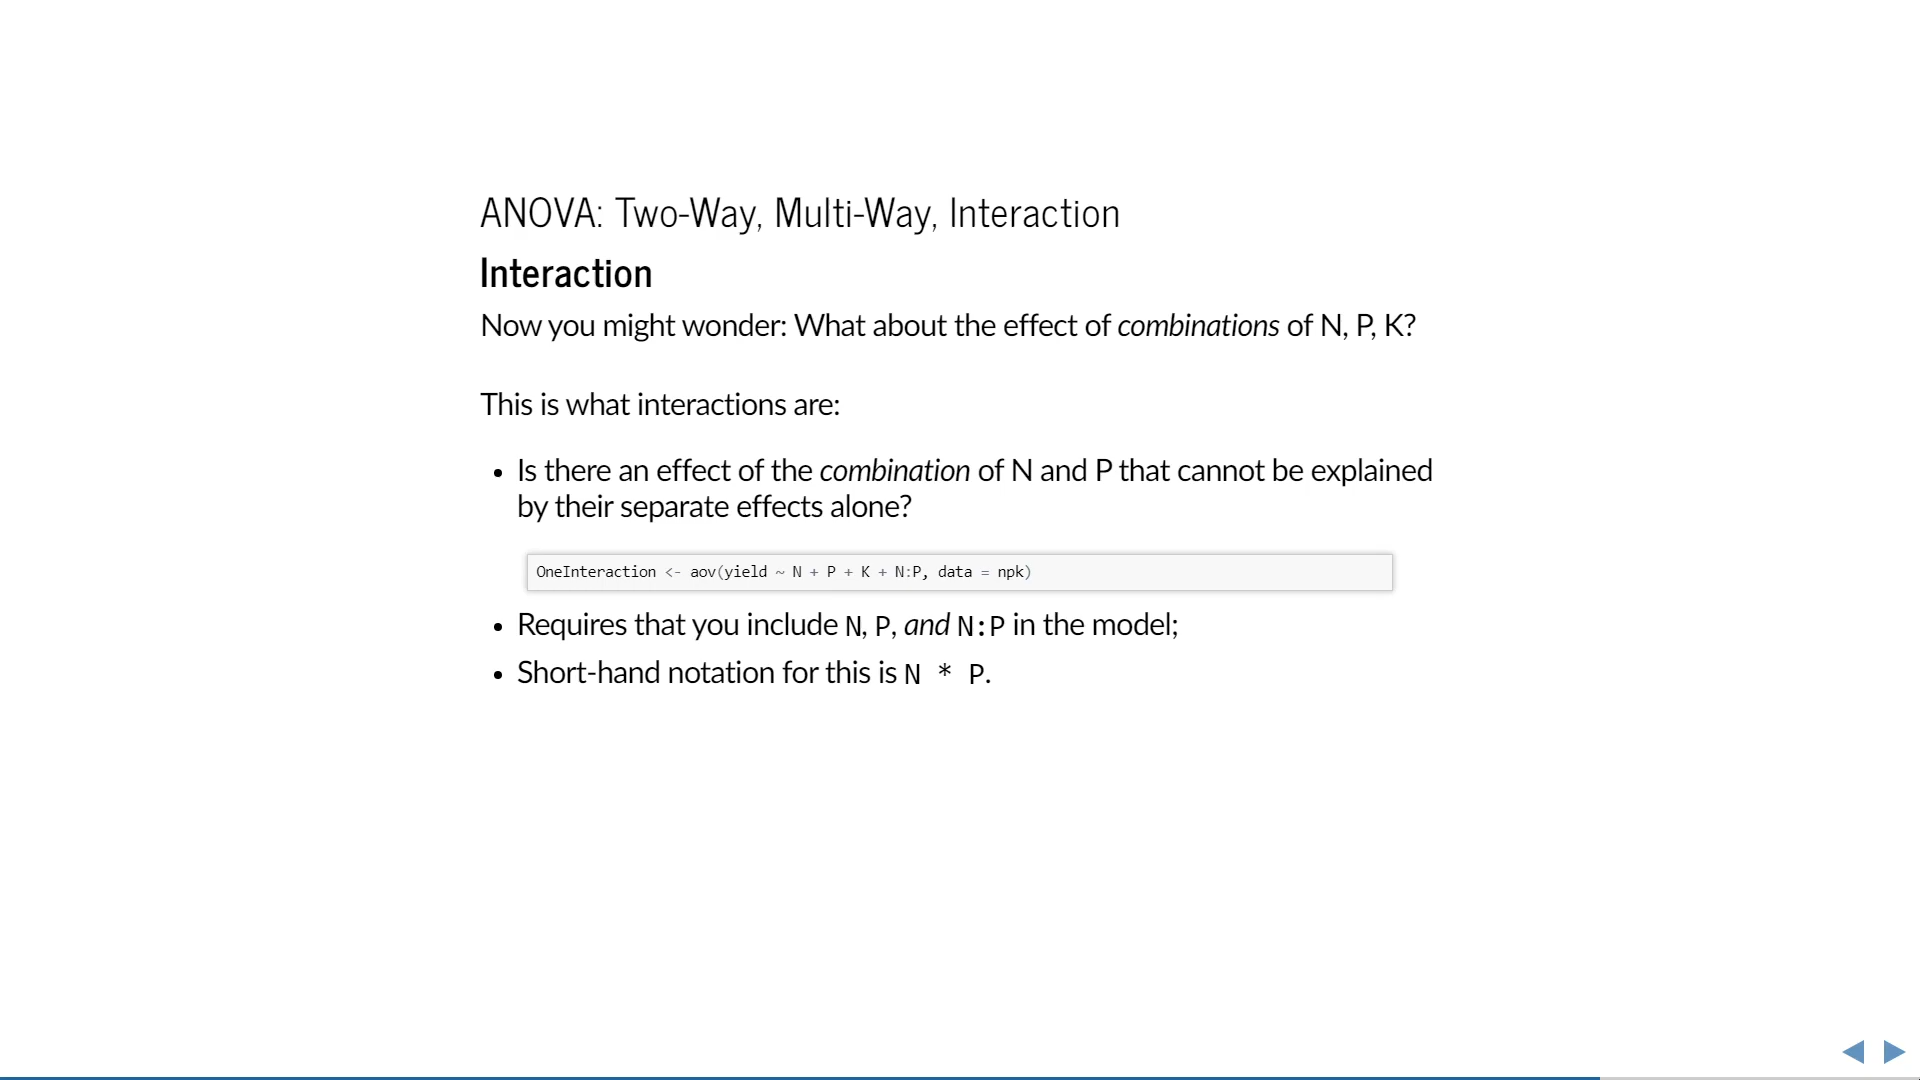 ANOVA: Two-Way, Multi-Way, Interaction
Interaction
Now you might wonder: What about the effect of combinations of N, P, K?
This is what interactions are:
• Is there an effect of the combination of N and P that cannot be explained
by their separate effects alone?
OneInteraction <- aov(yield ~ N + P + K + N:P, data = npk)
• Requires that you include N, P, and N:P in the model;
• Short-hand notation for this is N * P.